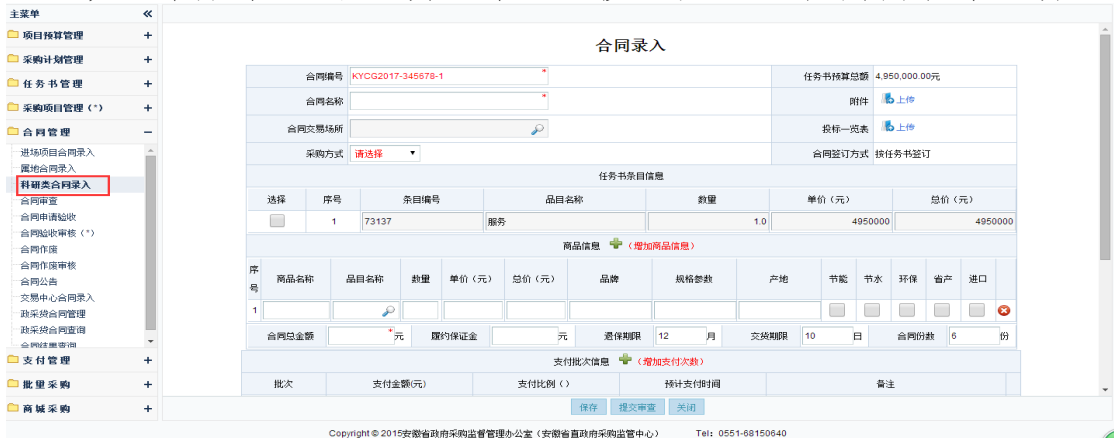 主菜单 «
项目预算管理 +
采购计划管理 +
任务书管理 +
采购项目管理（*） +
合同管理 −
进场项目合同录入
属地合同录入
科研类合同录入
合同审查
合同申请验收
合同验收审核（*）
合同作废
合同作废审核
合同公告
交易中心合同录入
政采贷合同管理
政采贷合同查询
合同结果查询
支付管理 +
批量采购 +
商城采购 +
合同录入
合同编号 KYCG2017-345678-1 * 任务书预算总额 4,950,000.00元
合同名称 * 附件 上传
合同交易场所 投标一览表 上传
采购方式 请选择 合同签订方式 按任务书签订
任务书条目信息
选择 序号 条目编号 品目名称 数量 单价（元） 总价（元）
1 73137 服务 1.0 4950000 4950000
商品信息 （增加商品信息）
序号 商品名称 品目名称 数量 单价（元） 总价（元） 品牌 规格参数 产地 节能 节水 环保 省产 进口
1
合同总金额 * 元 履约保证金 元 退保期限 12 月 交货期限 10 日 合同份数 6 份
支付批次信息 （增加支付次数）
批次 支付金额(元) 支付比例（） 预计支付时间 备注
保存 提交审查 关闭
Copyright © 2015安徽省政府采购监督管理办公室（安徽省直政府采购监管中心） Tel: 0551-68150640